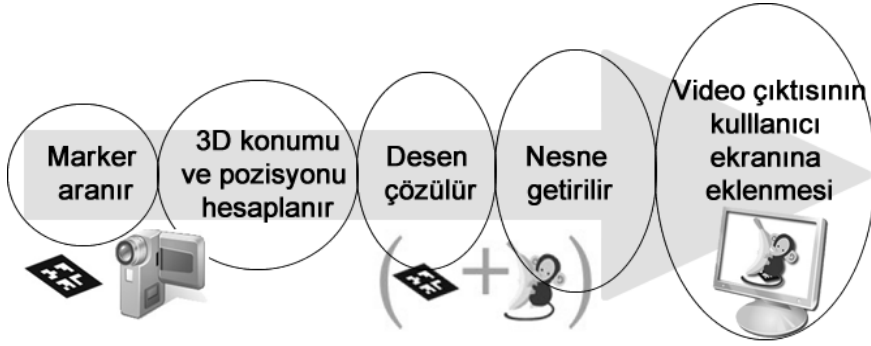 Marker
aranır
3D konumu
ve pozisyonu
hesaplanır
Desen
çözülür
Nesne
getirilir
Video çıktısının
kulllanıcı
ekranına
eklenmesi